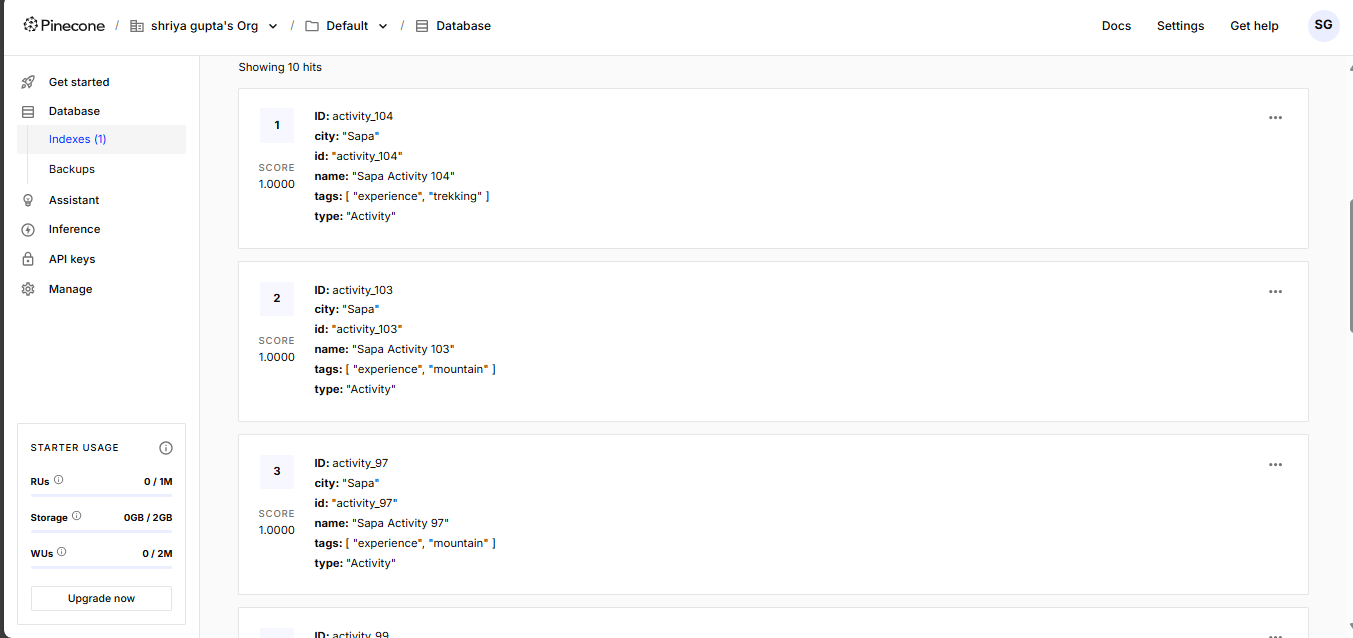 Pinecone / shriya gupta's Org / Default / Database
Docs Settings Get help SG
Get started
Database
Indexes (1)
Backups
Assistant
Inference
API keys
Manage
STARTER USAGE
RUs 0 / 1M
Storage 0GB / 2GB
WUs 0 / 2M
Upgrade now
Showing 10 hits
1
SCORE
1.0000
ID: activity_104
city: "Sapa"
id: "activity_104"
name: "Sapa Activity 104"
tags: [ "experience", "trekking" ]
type: "Activity"
2
SCORE
1.0000
ID: activity_103
city: "Sapa"
id: "activity_103"
name: "Sapa Activity 103"
tags: [ "experience", "mountain" ]
type: "Activity"
3
SCORE
1.0000
ID: activity_97
city: "Sapa"
id: "activity_97"
name: "Sapa Activity 97"
tags: [ "experience", "mountain" ]
type: "Activity"
ID: activity_99